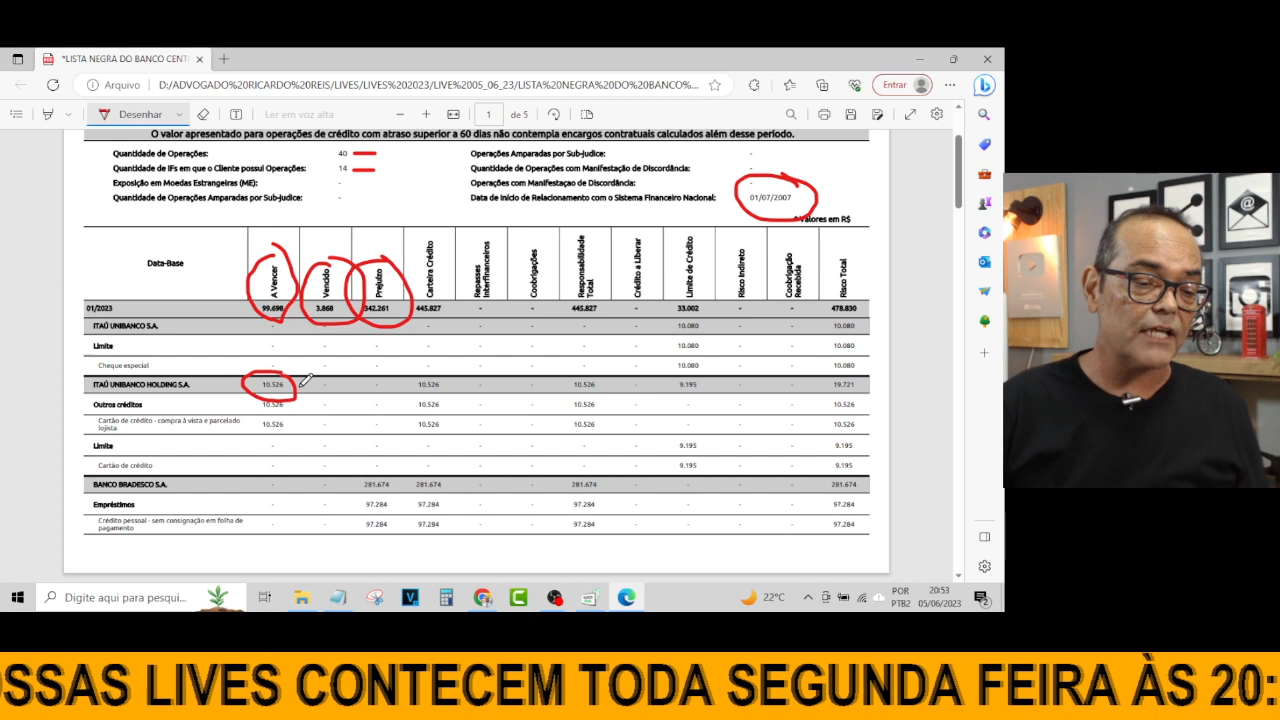 *LISTA NEGRA DO BANCO CENT
Arquivo
D:/ADVOGADO%20RICARDO%20REIS/LIVES/LIVES%202023/LIVE%2005_06_23/LISTA%20NEGRA%20DO%20BANCO%...
Entrar
Desenhar
Ler em voz alta
1 de 5
O valor apresentado para operações de crédito com atraso superior a 60 dias não contempla encargos contratuais calculados além desse período.
Quantidade de Operações: 40 Operações Amparadas por Sub-judice: -
Quantidade de IFs em que o Cliente possui Operações: 14 Quantidade de Operações com Manifestação de Discordância: -
Exposição em Moedas Estrangeiras (ME): - Operações com Manifestaçao de Discordância: -
Quantidade de Operações Amparadas por Sub-judice: - Data de Início de Relacionamento com o Sistema Financeiro Nacional: 01/07/2007
* Valores em R$
Data-Base A Vencer Vencido Prejuízo Carteira Crédito Repasses Interfinanceiros Coobrigações Responsabilidade Total Crédito a Liberar Limite de Crédito Risco Indireto Coobrigação Recebida Risco Total
01/2023 99.698 3.868 342.261 445.827 - - 445.827 - 33.002 - - 478.830
ITAÚ UNIBANCO S.A. - - - - - - - - 10.080 - - 10.080
Limite - - - - - - - - 10.080 - - 10.080
Cheque especial - - - - - - - - 10.080 - - 10.080
ITAÚ UNIBANCO HOLDING S.A. 10.526 - - 10.526 - - 10.526 - 9.195 - - 19.721
Outros créditos 10.526 - - 10.526 - - 10.526 - - - - 10.526
Cartão de crédito - compra à vista e parcelado lojista 10.526 - - 10.526 - - 10.526 - - - - 10.526
Limite - - - - - - - - 9.195 - - 9.195
Cartão de crédito - - - - - - - - 9.195 - - 9.195
BANCO BRADESCO S.A. - - 281.674 281.674 - - 281.674 - - - - 281.674
Empréstimos - - 97.284 97.284 - - 97.284 - - - - 97.284
Crédito pessoal - sem consignação em folha de pagamento - - 97.284 97.284 - - 97.284 - - - - 97.284
Digite aqui para pesqui...
22°C
POR
PTB2
20:53
05/06/2023
2
OSSAS LIVES CONTECEM TODA SEGUNDA FEIRA ÀS 20: